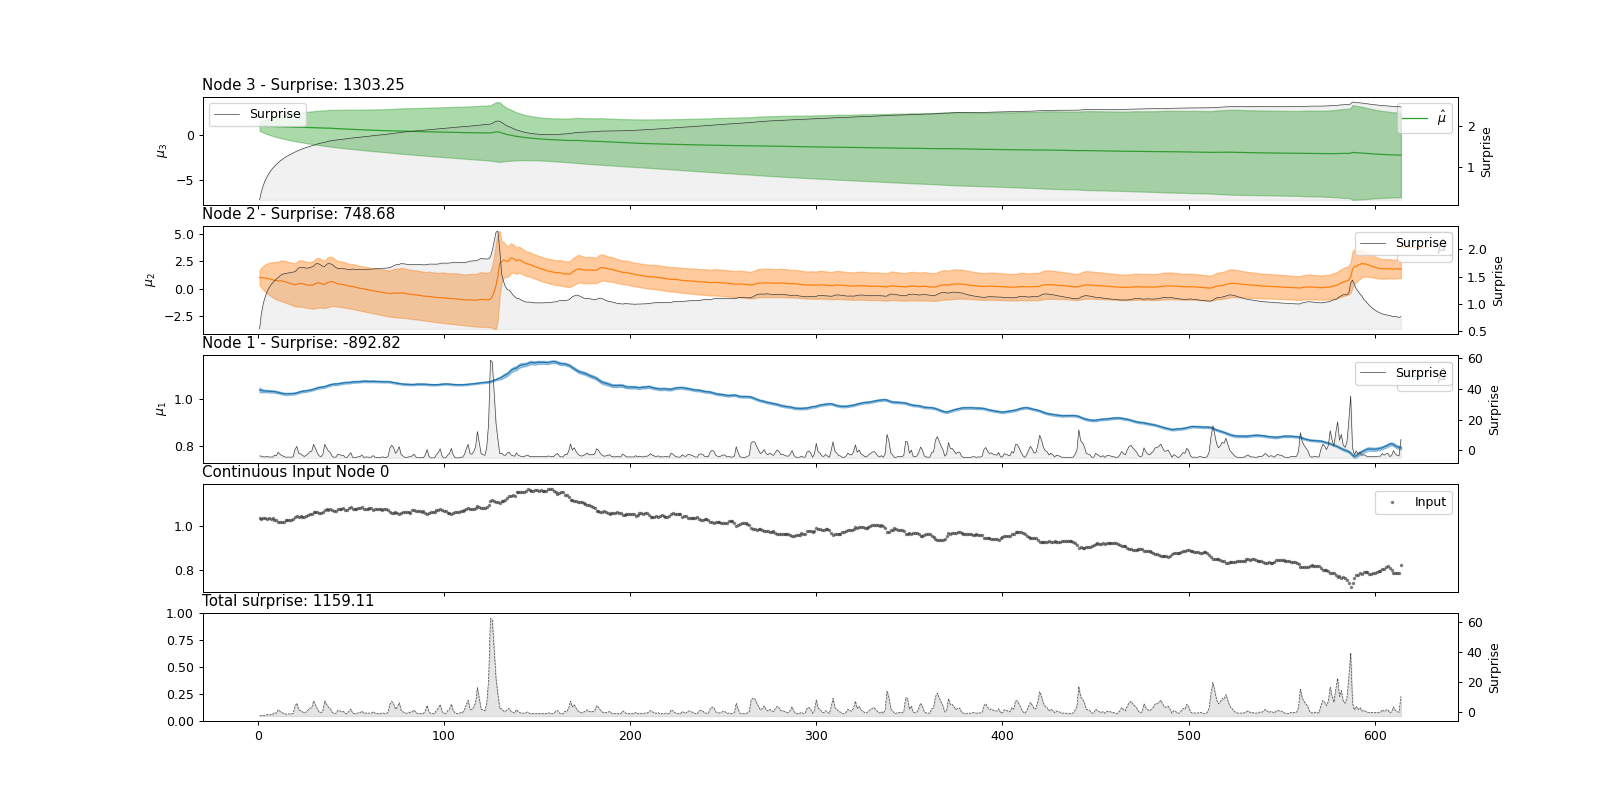 Node 3 - Surprise: 1303.25
Surprise
μ̂
0
−5
μ3
2
1
Surprise
Node 2 - Surprise: 748.68
Surprise
5.0
2.5
0.0
−2.5
μ2
2.0
1.5
1.0
0.5
Surprise
Node 1 - Surprise: -892.82
Surprise
1.0
0.8
μ1
60
40
20
0
Surprise
Continuous Input Node 0
Input
1.0
0.8
Total surprise: 1159.11
1.00
0.75
0.50
0.25
0.00
60
40
20
0
Surprise
0 100 200 300 400 500 600